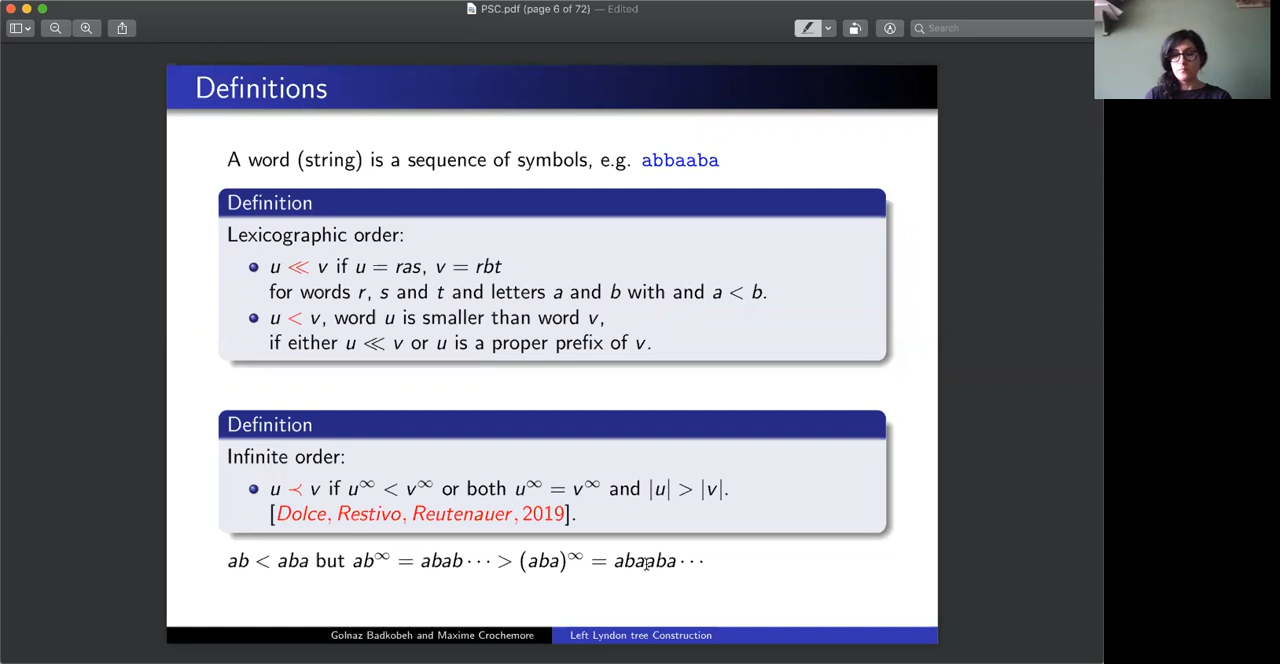 PSC.pdf (page 6 of 72) — Edited
Search
Definitions
A word (string) is a sequence of symbols, e.g. abbaaba
Definition
Lexicographic order:
u ≪ v if u = ras, v = rbt
for words r, s and t and letters a and b with and a < b.
u < v, word u is smaller than word v,
if either u ≪ v or u is a proper prefix of v.
Definition
Infinite order:
u ≺ v if u^∞ < v^∞ or both u^∞ = v^∞ and |u| > |v|.
[Dolce, Restivo, Reutenauer, 2019].
ab < aba but ab^∞ = abab··· > (aba)^∞ = abaaba···
Golnaz Badkobeh and Maxime Crochemore
Left Lyndon tree Construction